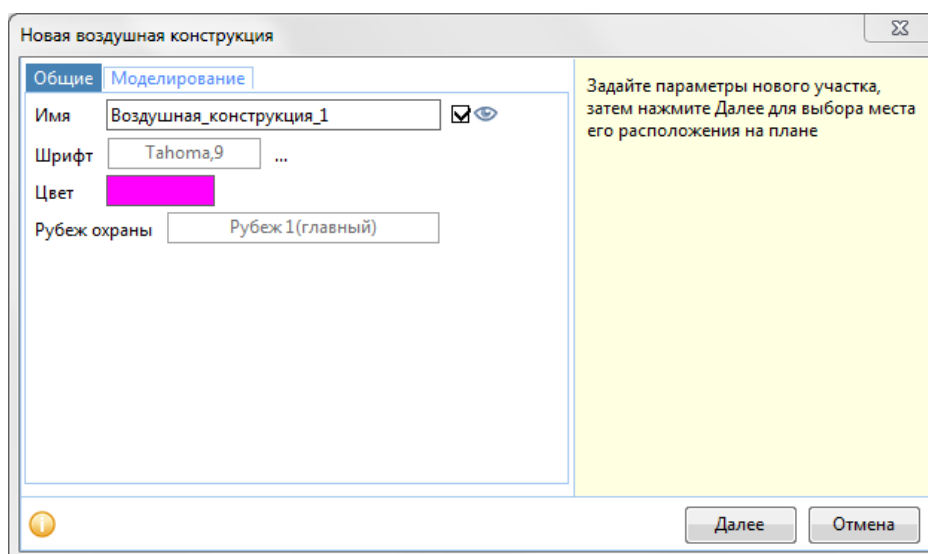 Новая воздушная конструкция
Общие Моделирование
Имя Воздушная_конструкция_1
Шрифт Tahoma,9 ...
Цвет
Рубеж охраны Рубеж 1(главный)
Задайте параметры нового участка,
затем нажмите Далее для выбора места
его расположения на плане
Далее Отмена